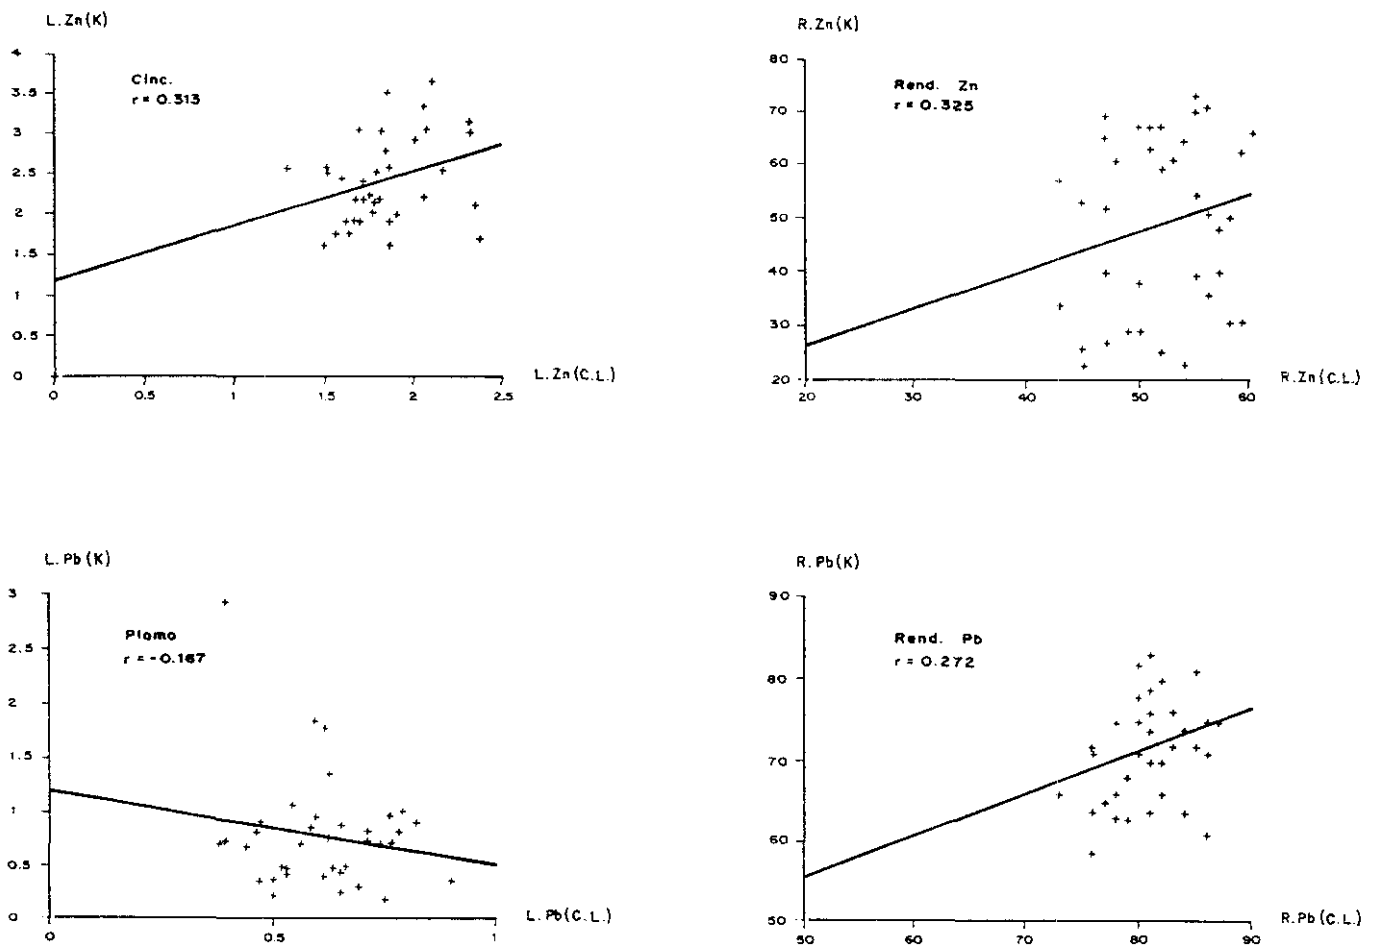 L.Zn(K)
4
3.5
3
2.5
2
1.5
1
0.5
0
Cinc.
r = 0.313
0 0.5 1 1.5 2 2.5
L.Zn(C.L.)
R.Zn(K)
80
70
60
50
40
30
20
Rend. Zn
r = 0.325
20 30 40 50 60
R.Zn(C.L.)
L.Pb(K)
3
2.5
2
1.5
1
0.5
0
Plomo
r = -0.167
0 0.5 1
L.Pb(C.L.)
R.Pb(K)
90
80
70
60
50
Rend. Pb
r = 0.272
50 60 70 80 90
R.Pb(C.L.)